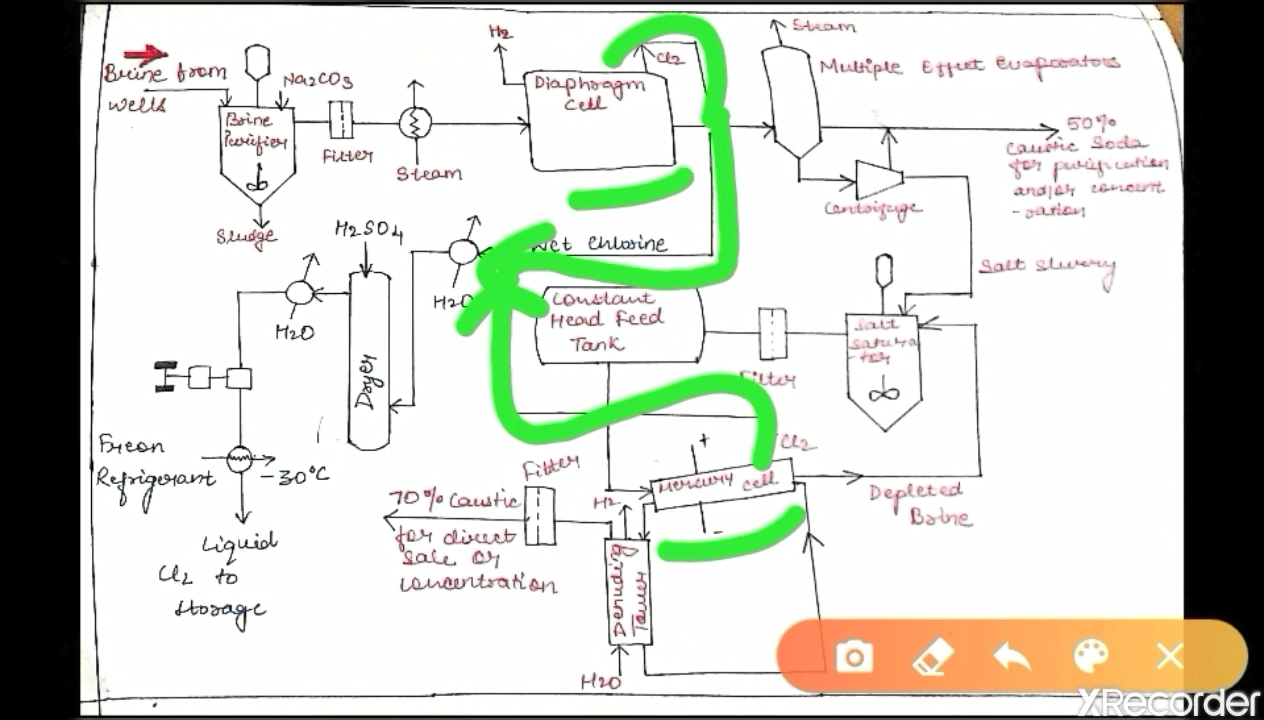 Brine from
wells
Na2CO3
Brine
Purifier
Sludge
Filter
Steam
H2
Diaphragm
Cell
Cl2
Steam
Multiple Effect Evaporators
50%
Caustic Soda
for purification
and/or concent
-ration
Centrifuge
Salt Slurry
Wet Chlorine
H2O
H2SO4
Dryer
H2O
Freon
Refrigerant
-30°C
Liquid
Cl2 to
storage
Constant
Head Feed
Tank
Filter
Salt
satura
-tor
Cl2
+
Mercury cell
-
Depleted
Brine
H2
Denuding
Tower
H2O
Filter
70% Caustic
for direct
Sale or
concentration
XRecorder